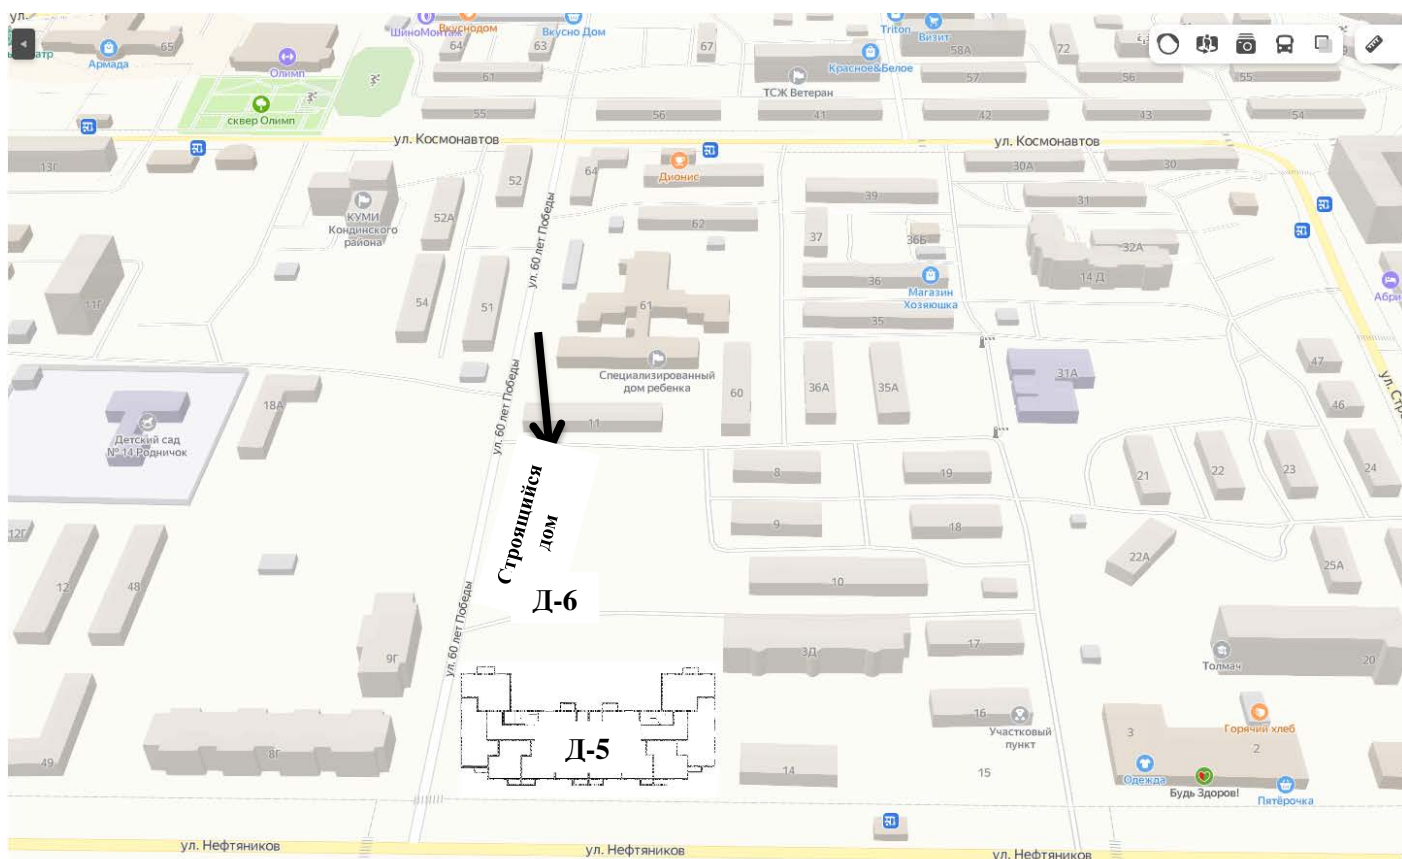 ул.
ШиноМонтаж
Вкуснодом
64
63
Вкусно Дом
67
Triton
Визит
58А
72
65
Армада
Олимп
61
Красное&Белое
57
56
55
ТСЖ Ветеран
сквер Олимп
55
56
41
42
43
54
ул. Космонавтов
ул. Космонавтов
13Г
52
64
Дионис
30А
30
КУМИ
Кондинского
района
52А
62
39
31
37
36Б
32А
ул. 60 лет Победы
11Г
54
51
61
36
14 Д
Магазин
Хозяюшка
35
Абри
Специализированный
дом ребенка
60
36А
35А
31А
47
46
ул. Стр
18А
ул. 60 лет Победы
11
Детский сад
№ 14 Родничок
8
19
21
22
23
24
Строящийся
дом
12Г
9
18
22А
25А
12
48
10
Д-6
ул. 60 лет Победы
9Г
3Д
17
Толмач
20
16
Участковый
пункт
3
Горячий хлеб
2
49
8Г
Д-5
14
15
Одежда
Будь Здоров!
Пятёрочка
ул. Нефтяников
ул. Нефтяников
ул. Нефтяников